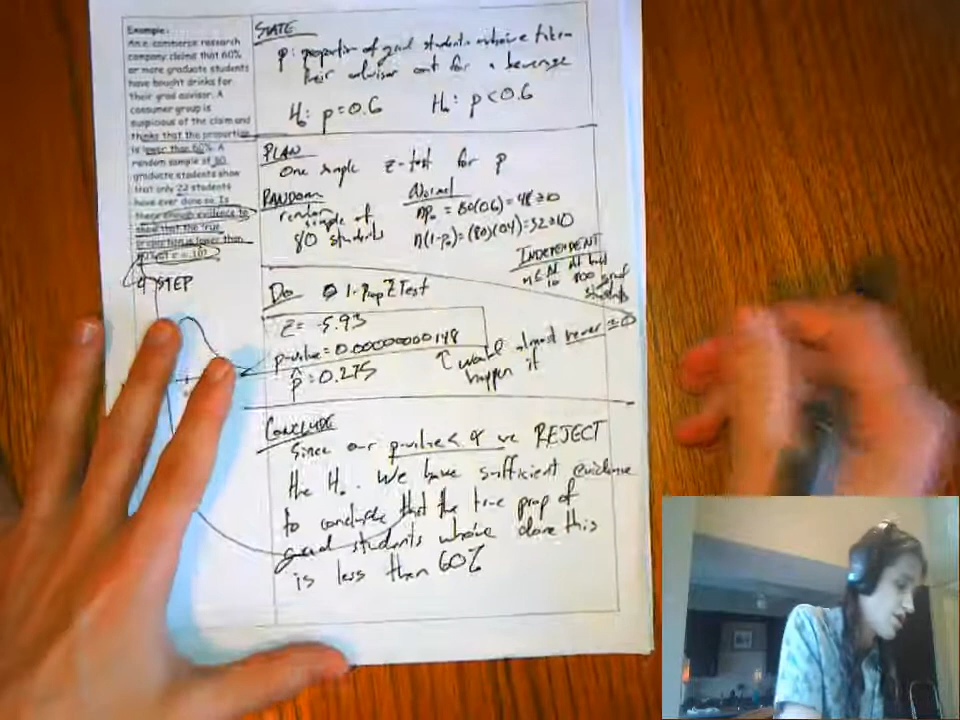 Example:
An e-commerce research
company claims that 60%
or more graduate students
have bought drinks for
their grad advisor. A
consumer group is
suspicious of the claim and
thinks that the proportion
is lower than 60%. A
random sample of 80
graduate students show
that only 22 students
have ever done so. Is
there enough evidence to
show that the true
proportion is lower than
4 STEP
STATE
p: proportion of grad students who've taken
their advisor out for a beverage
H₀: p=0.6 Ha: p<0.6
PLAN
One sample z-test for p
RANDOM
random
sample of
80 students
Normal
np₀ = 80(0.6)=48≥10
n(1-p₀)=(80)(0.4)=32≥10
INDEPENDENT
At least
800 grad
students
Do 1-Prop Z Test
Z= -5.93
p-value=0.00000000148
p̂=0.275
↑ would almost never ≈ 0
happen if
CONCLUDE
Since our p-value<α we REJECT
the H₀. We have sufficient evidence
to conclude that the true prop of
grad students who've done this
is less than 60%